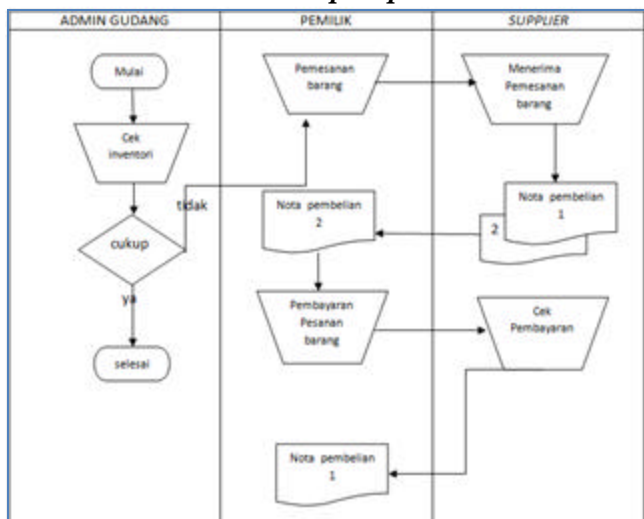 ADMIN GUDANG
PEMILIK
SUPPLIER
Mulai
Cek
inventori
cukup
tidak
ya
selesai
Pemesanan
barang
Nota pembelian
2
Pembayaran
Pesanan
barang
Nota pembelian
1
Menerima
Pemesanan
barang
Nota pembelian
1
2
Cek
Pembayaran